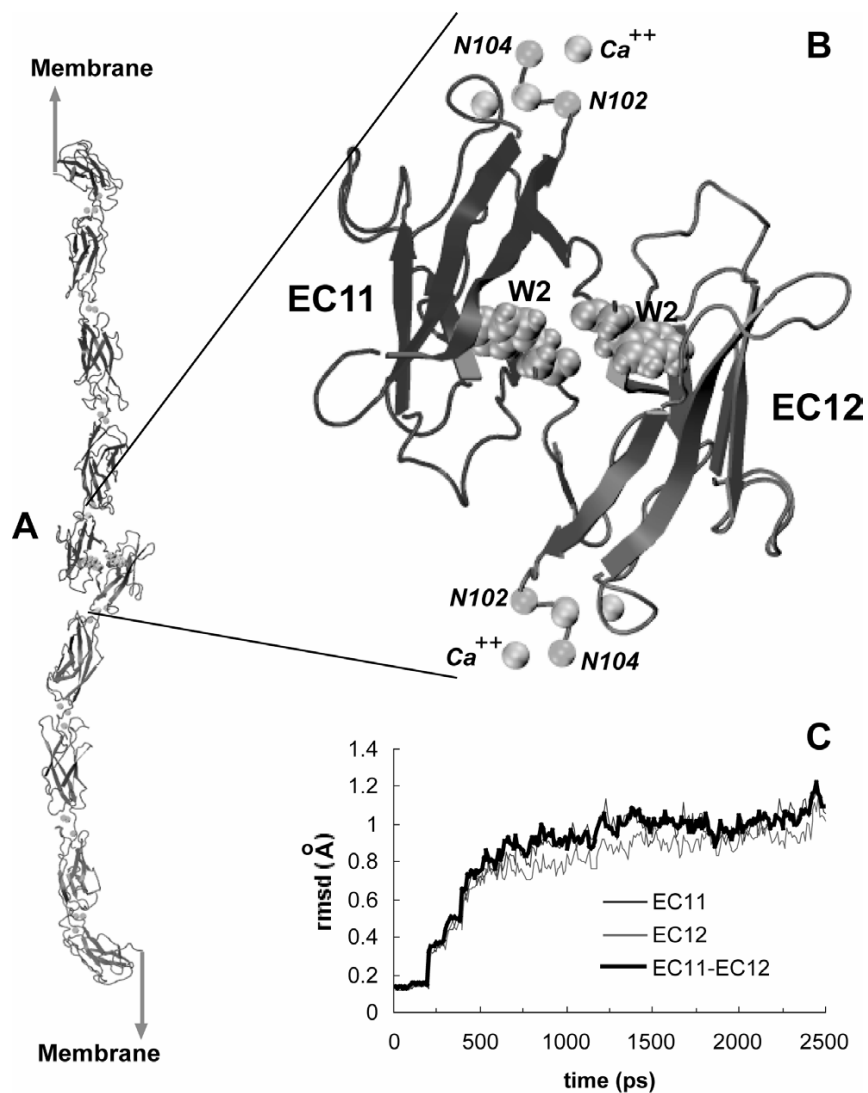 Membrane
A
Membrane
B
N104
Ca++
N102
EC11
W2
W2
EC12
N102
Ca++
N104
C
rmsd (Å)
1.4
1.2
1
0.8
0.6
0.4
0.2
0
EC11
EC12
EC11-EC12
0 500 1000 1500 2000 2500
time (ps)